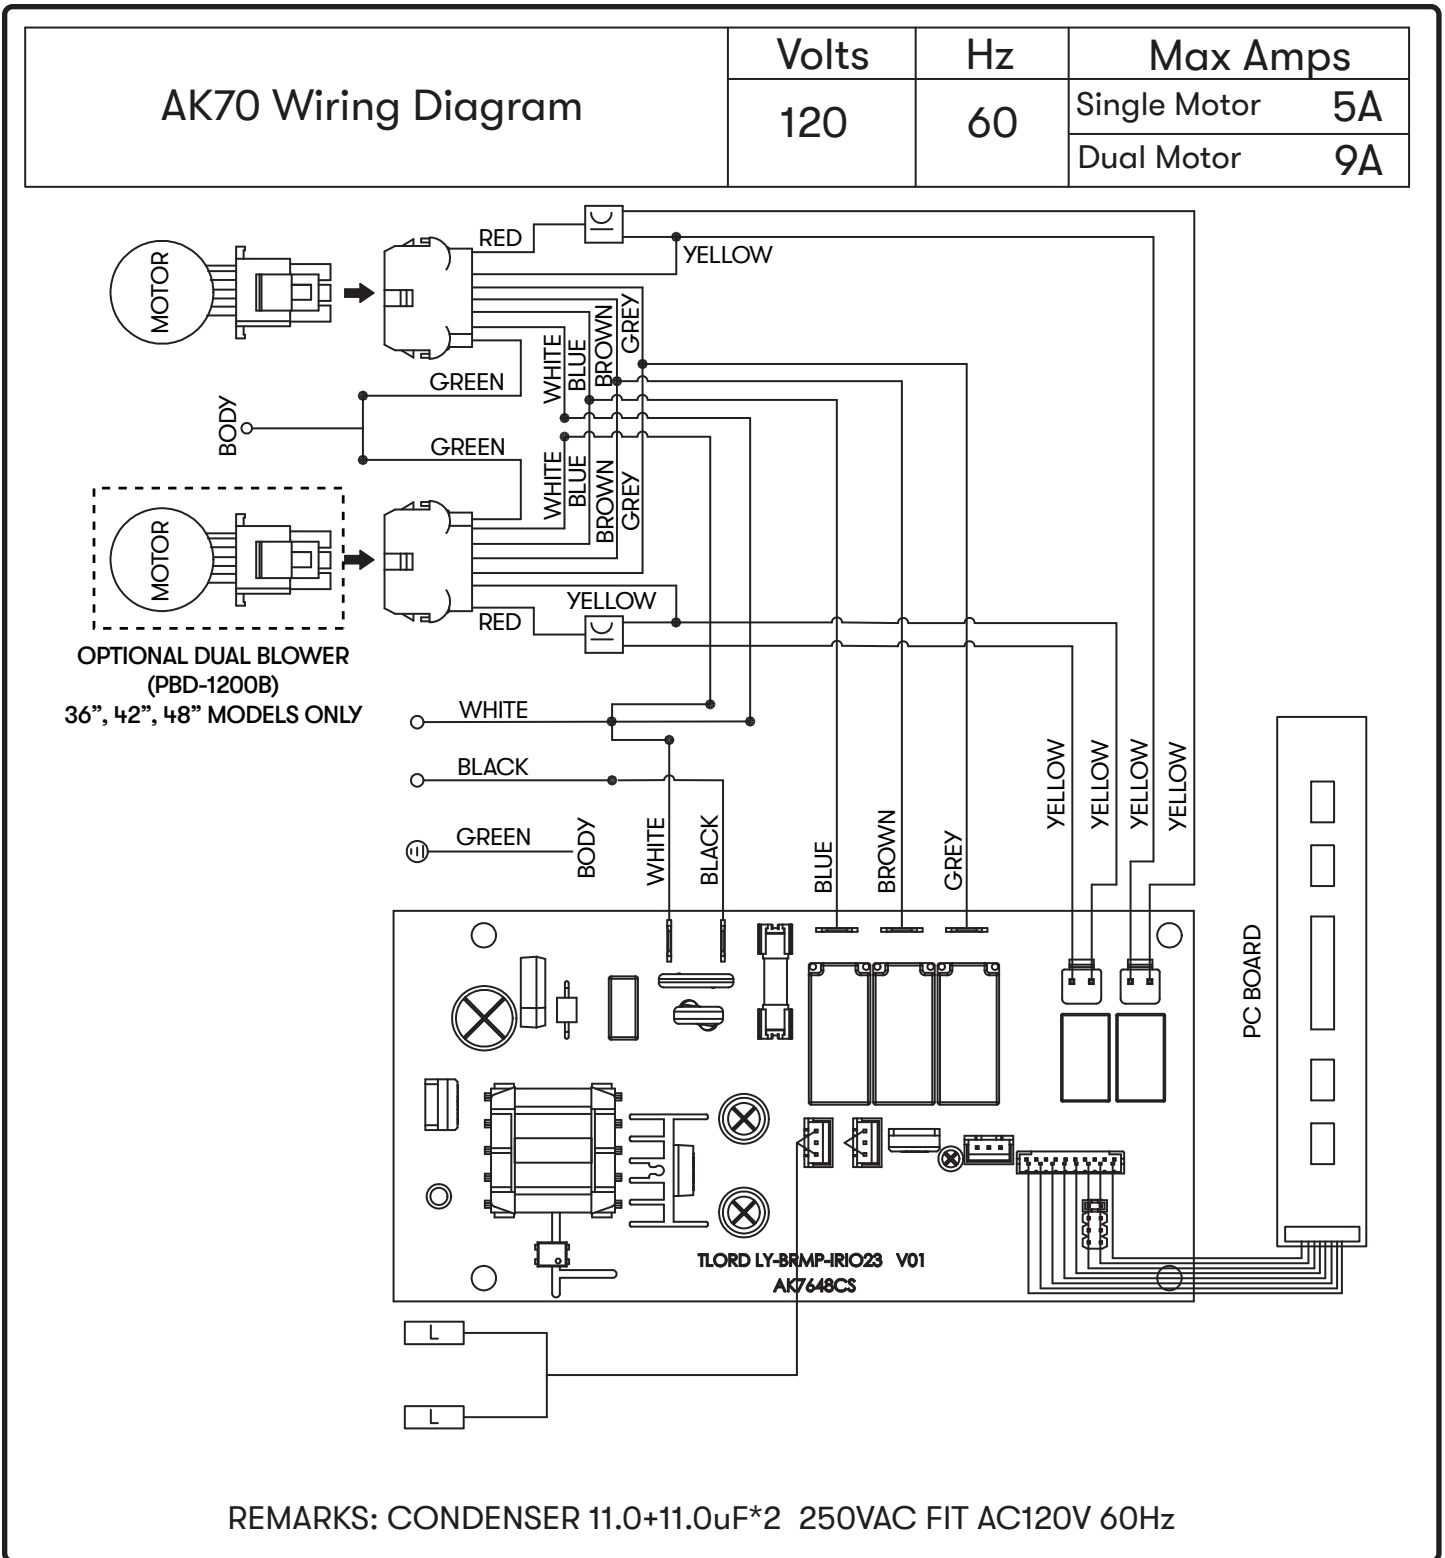 AK70 Wiring Diagram
Volts
Hz
Max Amps
120
60
Single Motor 5A
Dual Motor 9A
MOTOR
RED
YELLOW
WHITE
BLUE
BROWN
GREY
GREEN
BODY
GREEN
WHITE
BLUE
BROWN
GREY
MOTOR
YELLOW
RED
OPTIONAL DUAL BLOWER
(PBD-1200B)
36”, 42”, 48” MODELS ONLY
WHITE
BLACK
GREEN
BODY
WHITE
BLACK
BLUE
BROWN
GREY
YELLOW
YELLOW
YELLOW
YELLOW
PC BOARD
TLORD LY-BRMP-IRIO23 V01
AK7648CS
L
L
REMARKS: CONDENSER 11.0+11.0uF*2 250VAC FIT AC120V 60Hz